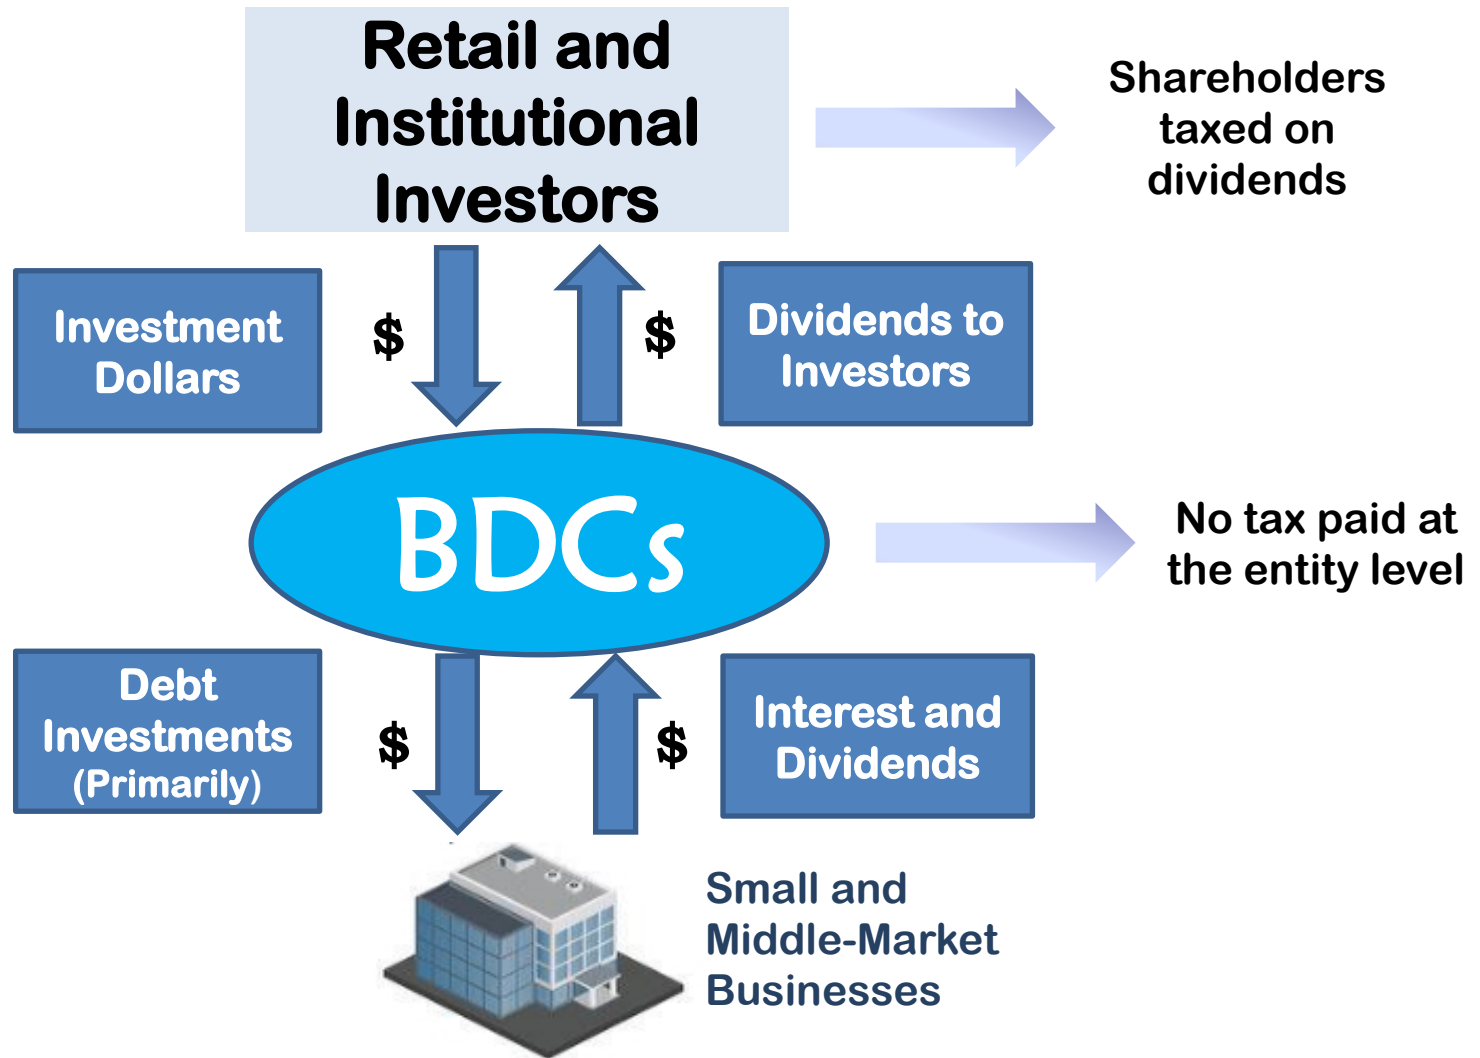 Retail and
Institutional
Investors
Shareholders
taxed on
dividends
Investment
Dollars
$
$
Dividends to
Investors
BDCs
No tax paid at
the entity level
Debt
Investments
(Primarily)
$
$
Interest and
Dividends
Small and
Middle-Market
Businesses